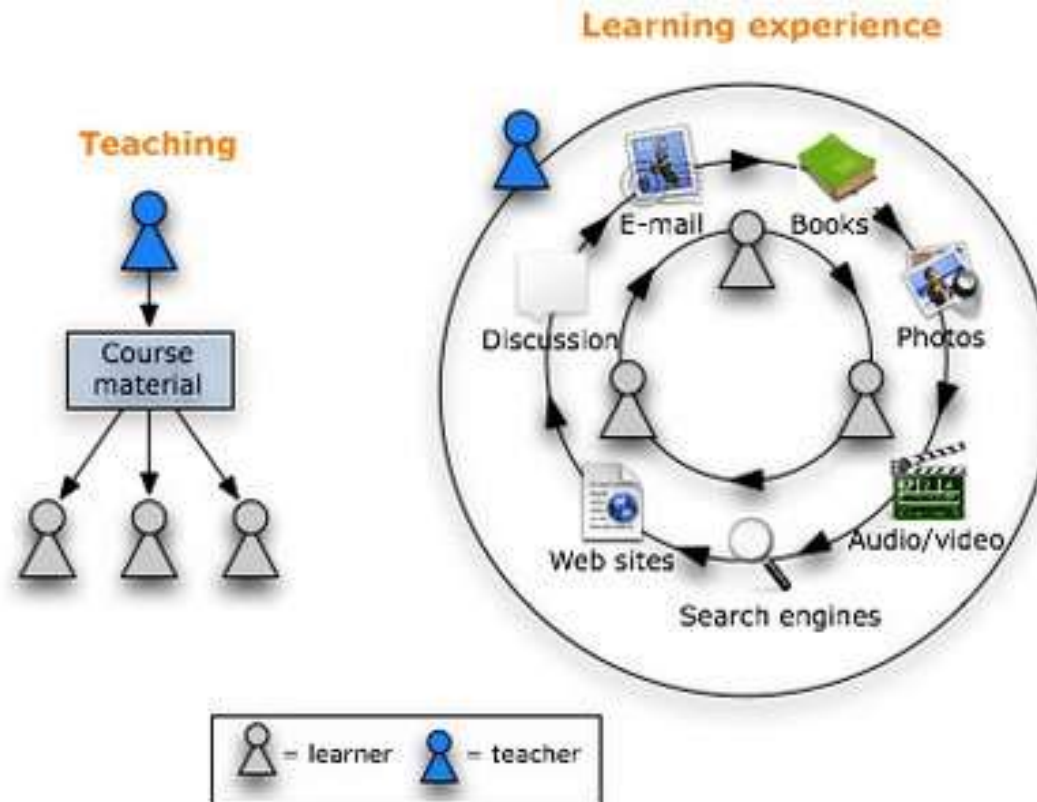 Learning experience
Teaching
E-mail
Books
Discussion
Photos
Course
material
Web sites
Audio/video
Search engines
= learner
= teacher